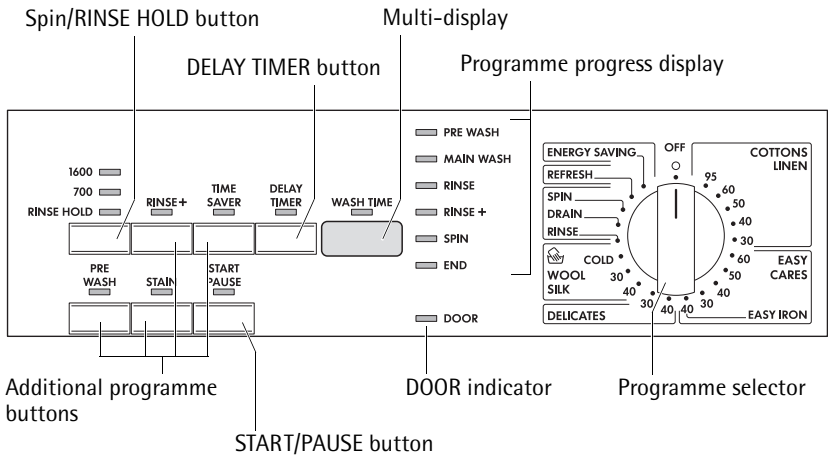 Spin/RINSE HOLD button
Multi-display
DELAY TIMER button
Programme progress display
1600
700
RINSE HOLD
RINSE+
TIME
SAVER
DELAY
TIMER
WASH TIME
PRE
WASH
STAIN
START
PAUSE
PRE WASH
MAIN WASH
RINSE
RINSE +
SPIN
END
DOOR
OFF
ENERGY SAVING
REFRESH
SPIN
DRAIN
RINSE
COLD
WOOL
SILK
30
40
DELICATES
30
40
COTTONS
LINEN
95
60
50
40
30
EASY
CARES
60
50
40
30
40
EASY IRON
Additional programme
buttons
DOOR indicator
Programme selector
START/PAUSE button